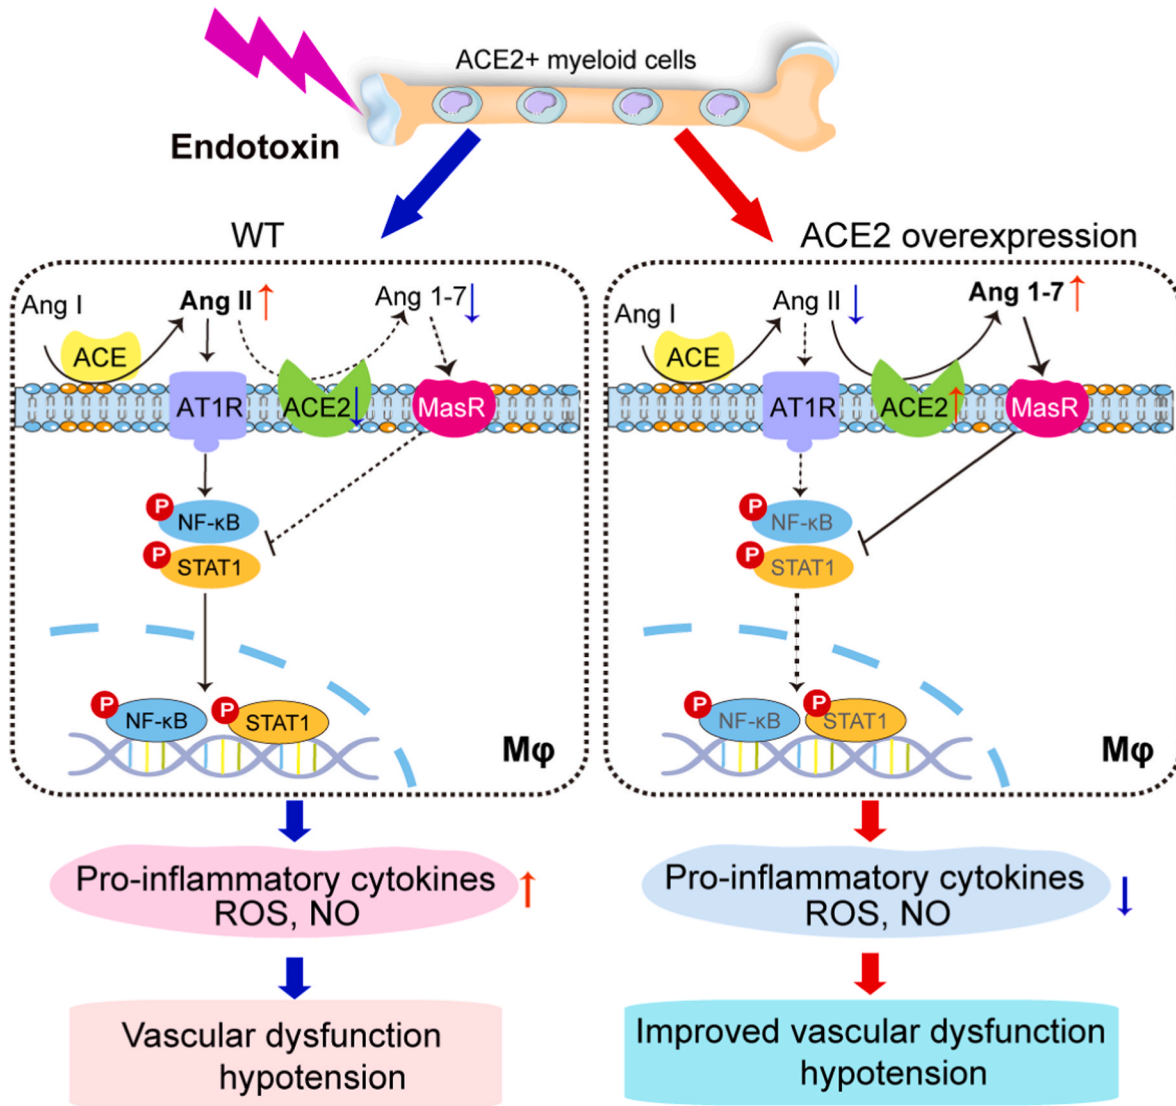 ACE2+ myeloid cells
Endotoxin
WT
Ang I
Ang II ↑
Ang 1-7 ↓
ACE
AT1R
ACE2 ↓
MasR
P
NF-κB
P
STAT1
P
NF-κB
P
STAT1
Mφ
Pro-inflammatory cytokines
ROS, NO ↑
Vascular dysfunction
hypotension
ACE2 overexpression
Ang I
Ang II ↓
Ang 1-7 ↑
ACE
AT1R
ACE2 ↑
MasR
P
NF-κB
P
STAT1
P
NF-κB
P
STAT1
Mφ
Pro-inflammatory cytokines
ROS, NO ↓
Improved vascular dysfunction
hypotension